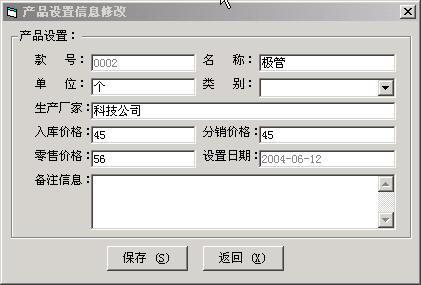 产品设置信息修改
产品设置：
款 号：0002 名 称：极管
单 位：个 类 别：
生产厂家：科技公司
入库价格：45 分销价格：45
零售价格：56 设置日期：2004-06-12
备注信息：
保存 (S) 返回 (X)